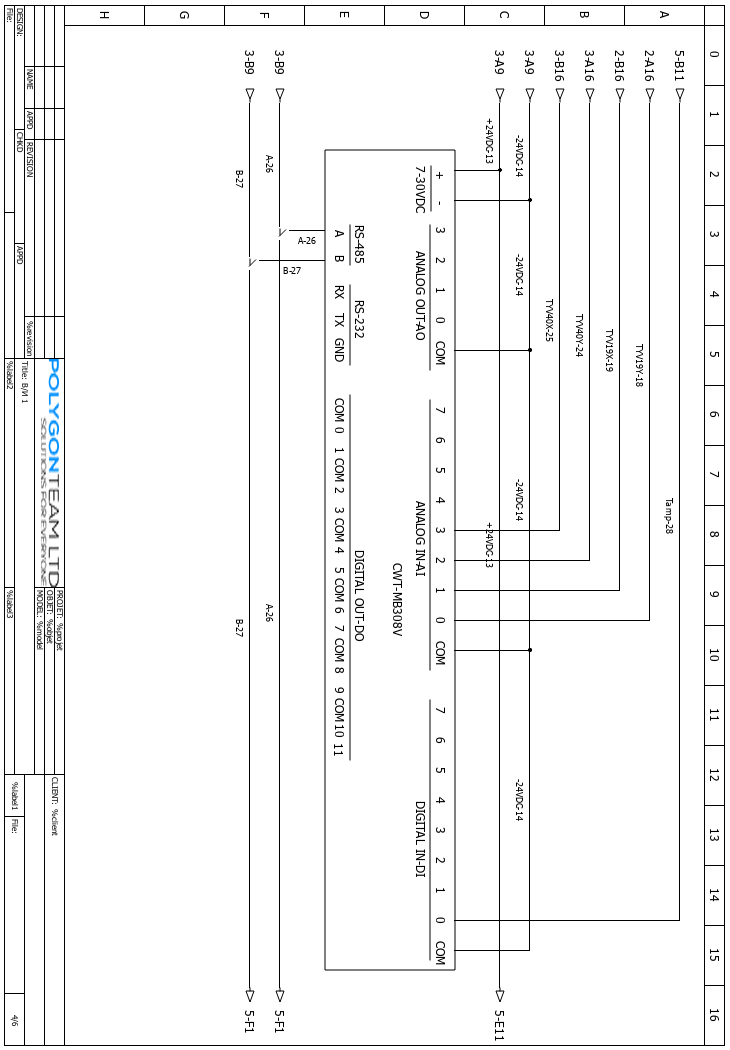 0 1 2 3 4 5 6 7 8 9 10 11 12 13 14 15 16
A
B
C
D
E
F
G
H
5-B11
2-A16
2-B16
3-A16
3-B16
3-A9
3-A9
3-B9
3-B9
Tamp-28
TYV19Y-18
TYV19X-19
TYV40Y-24
TYV40X-25
-24VDC-14
-24VDC-14
-24VDC-14
-24VDC-14
+24VDC-13
+24VDC-13
5-E11
+ -
7-30VDC
3 2 1 0 COM
ANALOG OUT-AO
7 6 5 4 3 2 1 0 COM
ANALOG IN-AI
7 6 5 4 3 2 1 0 COM
DIGITAL IN-DI
CWT-MB308V
RS-485
A B
RS-232
RX TX GND
DIGITAL OUT-DO
COM 0 1 COM 2 3 COM 4 5 COM 6 7 COM 8 9 COM10 11
A-26
B-27
A-26
A-26
B-27
B-27
5-F1
5-F1
NAME
APPD
REVISION
%revision
DESIGN:
CHKD
APPD
File:
POLYGONTEAM LTD
SOLUTIONS FOR EVERYONE
Title: В/И 1
%label2
PROJET: %projet
OBJET: %objet
MODEL: %model
%label3
CLIENT: %client
%label1
File:
4/6